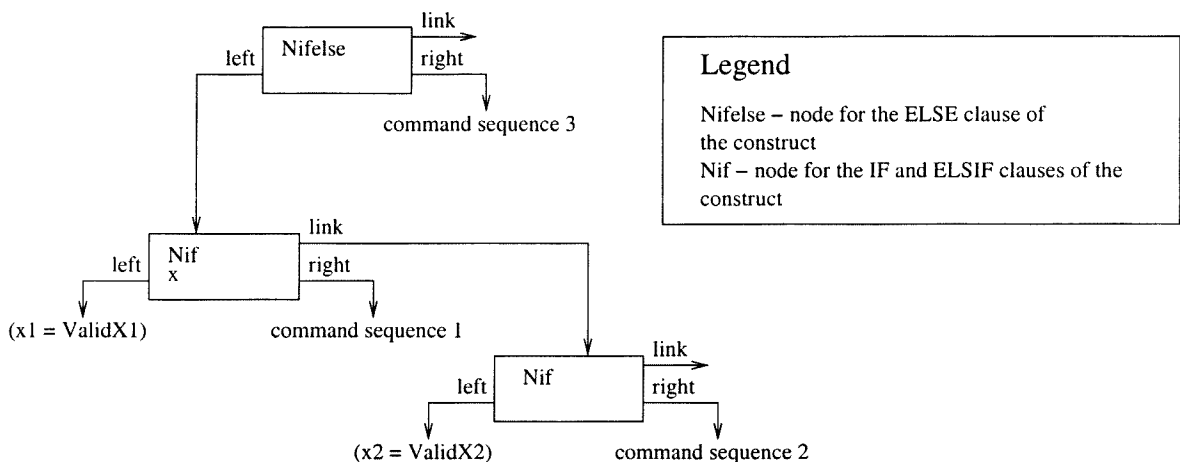 link
Nifelse
left
right
command sequence 3
Legend
Nifelse – node for the ELSE clause of
the construct
Nif – node for the IF and ELSIF clauses of the
construct
link
Nif
x
left
right
(x1 = ValidX1)
command sequence 1
link
Nif
left
right
(x2 = ValidX2)
command sequence 2